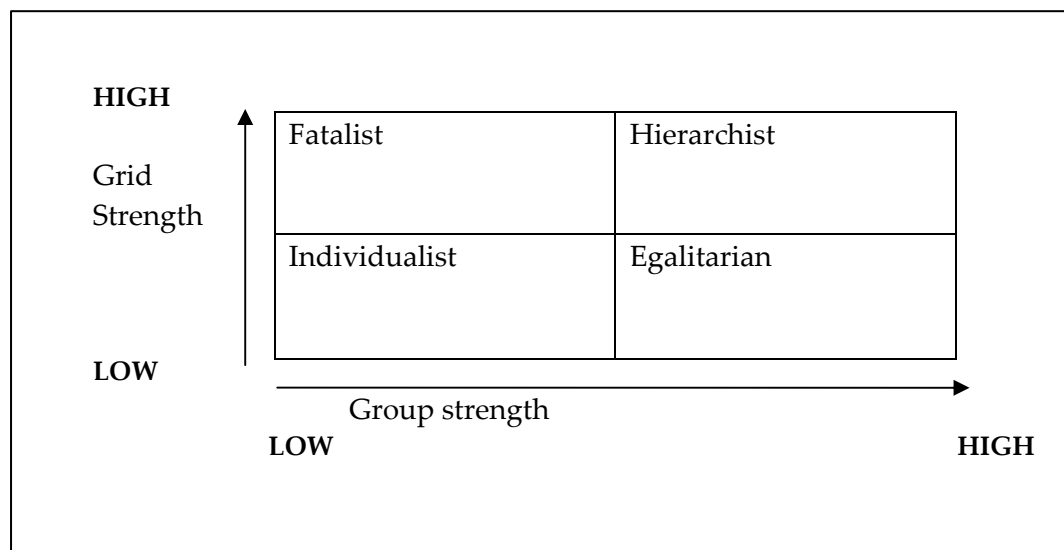 HIGH
Fatalist Hierarchist
Grid
Strength
Individualist Egalitarian
LOW
Group strength
LOW HIGH